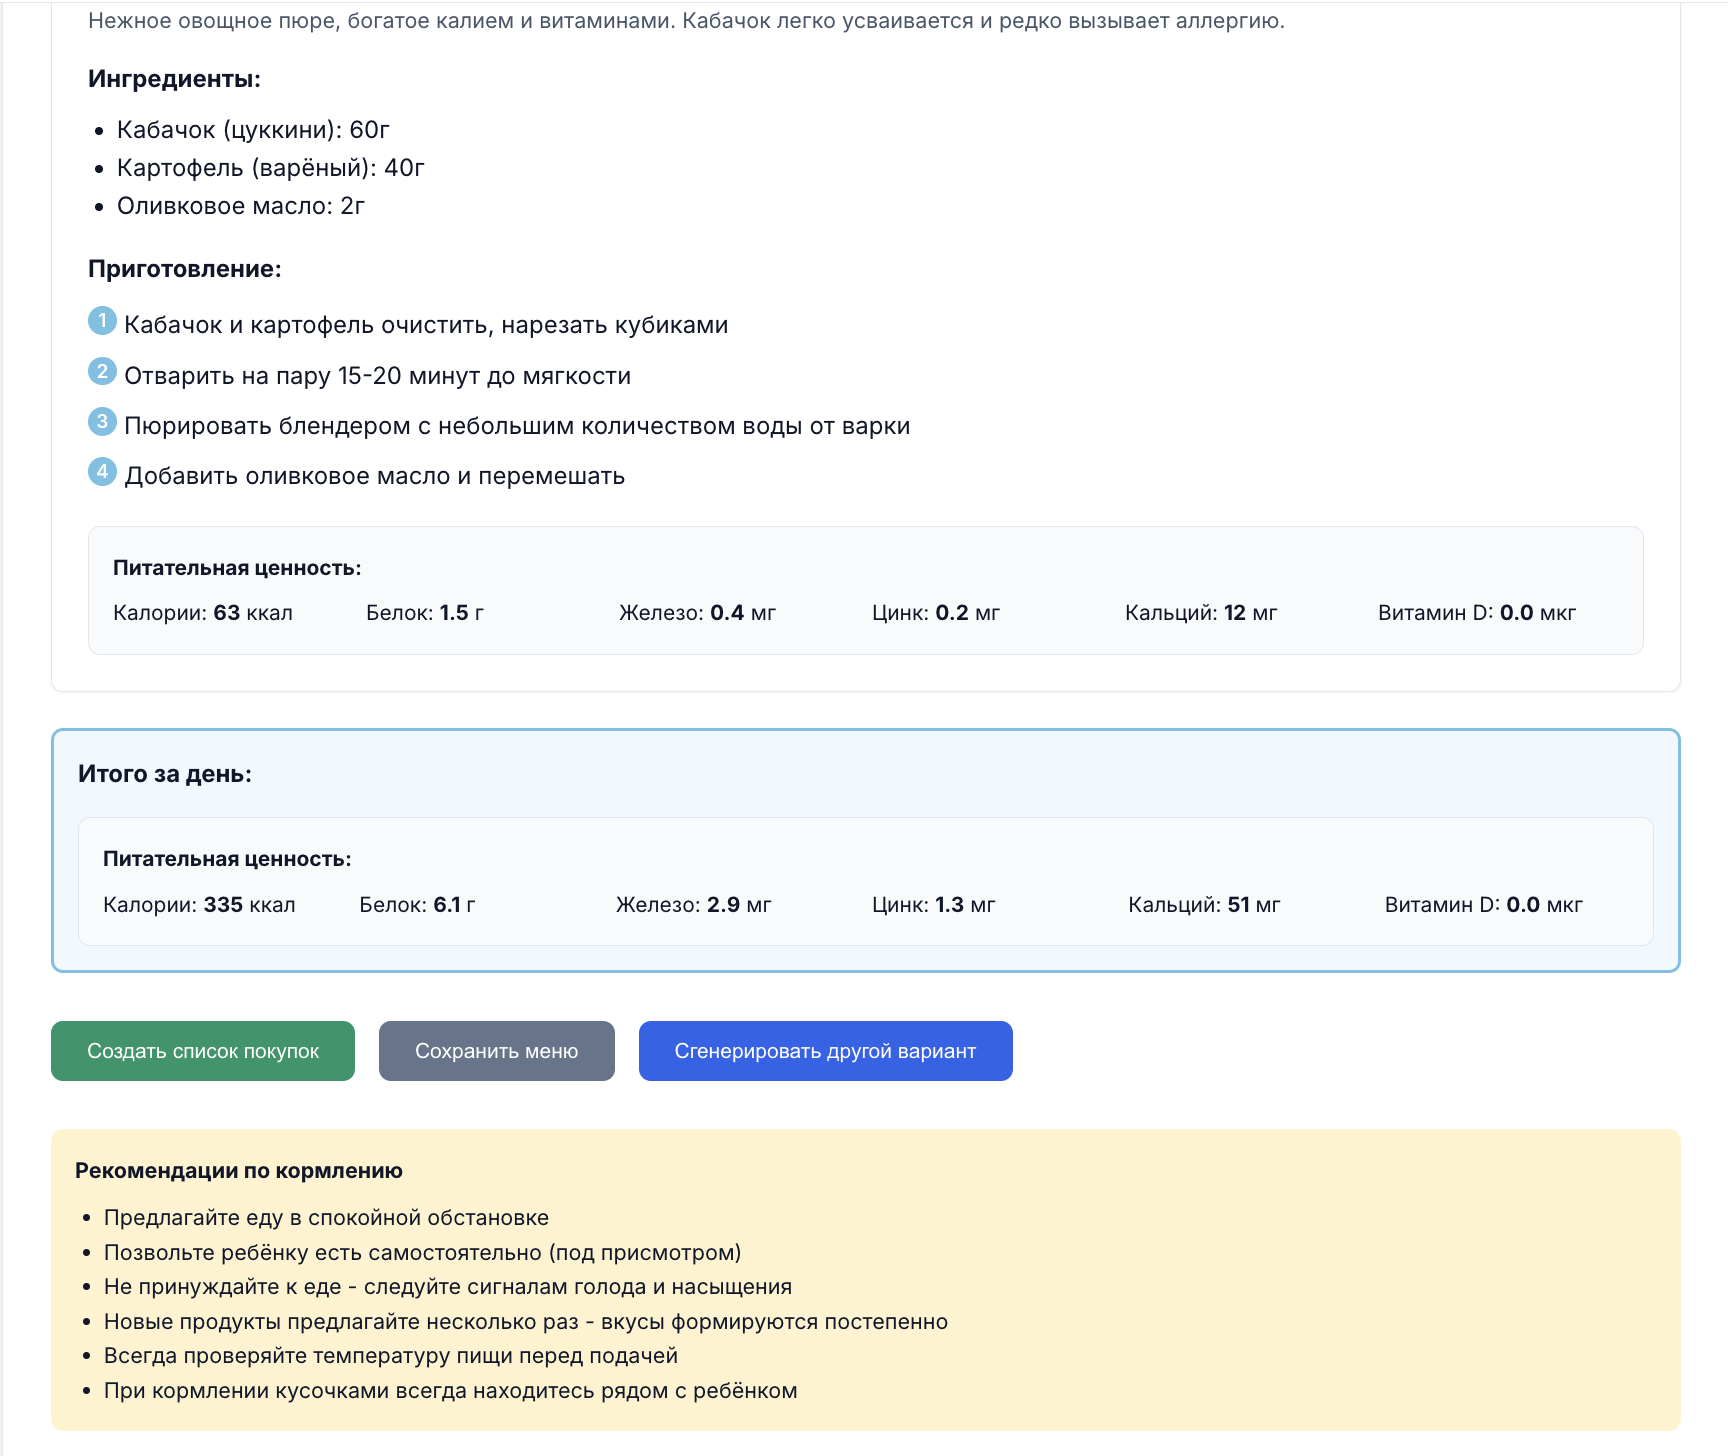 Нежное овощное пюре, богатое калием и витаминами. Кабачок легко усваивается и редко вызывает аллергию.
Ингредиенты:
• Кабачок (цуккини): 60г
• Картофель (варёный): 40г
• Оливковое масло: 2г
Приготовление:
1 Кабачок и картофель очистить, нарезать кубиками
2 Отварить на пару 15-20 минут до мягкости
3 Пюрировать блендером с небольшим количеством воды от варки
4 Добавить оливковое масло и перемешать
Питательная ценность:
Калории: 63 ккал Белок: 1.5 г Железо: 0.4 мг Цинк: 0.2 мг Кальций: 12 мг Витамин D: 0.0 мкг
Итого за день:
Питательная ценность:
Калории: 335 ккал Белок: 6.1 г Железо: 2.9 мг Цинк: 1.3 мг Кальций: 51 мг Витамин D: 0.0 мкг
Создать список покупок Сохранить меню Сгенерировать другой вариант
Рекомендации по кормлению
• Предлагайте еду в спокойной обстановке
• Позвольте ребёнку есть самостоятельно (под присмотром)
• Не принуждайте к еде - следуйте сигналам голода и насыщения
• Новые продукты предлагайте несколько раз - вкусы формируются постепенно
• Всегда проверяйте температуру пищи перед подачей
• При кормлении кусочками всегда находитесь рядом с ребёнком